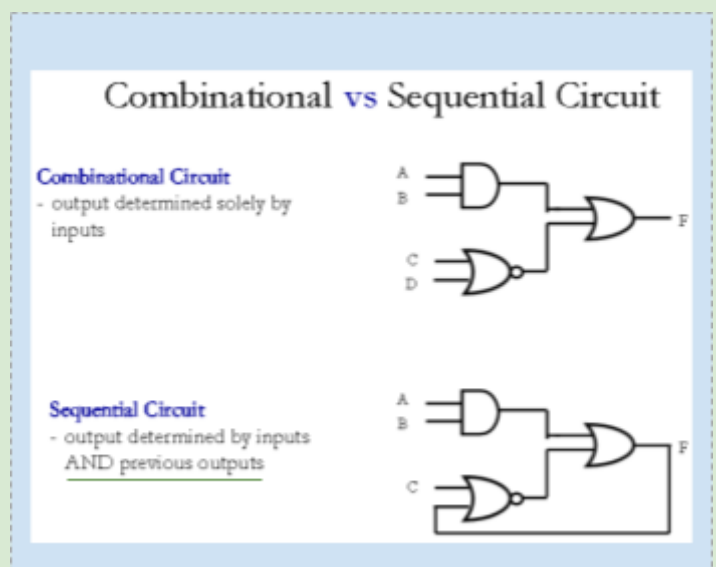 Combinational vs Sequential Circuit
Combinational Circuit
- output determined solely by
inputs
A
B
C
D
F
Sequential Circuit
- output determined by inputs
AND previous outputs
A
B
C
F